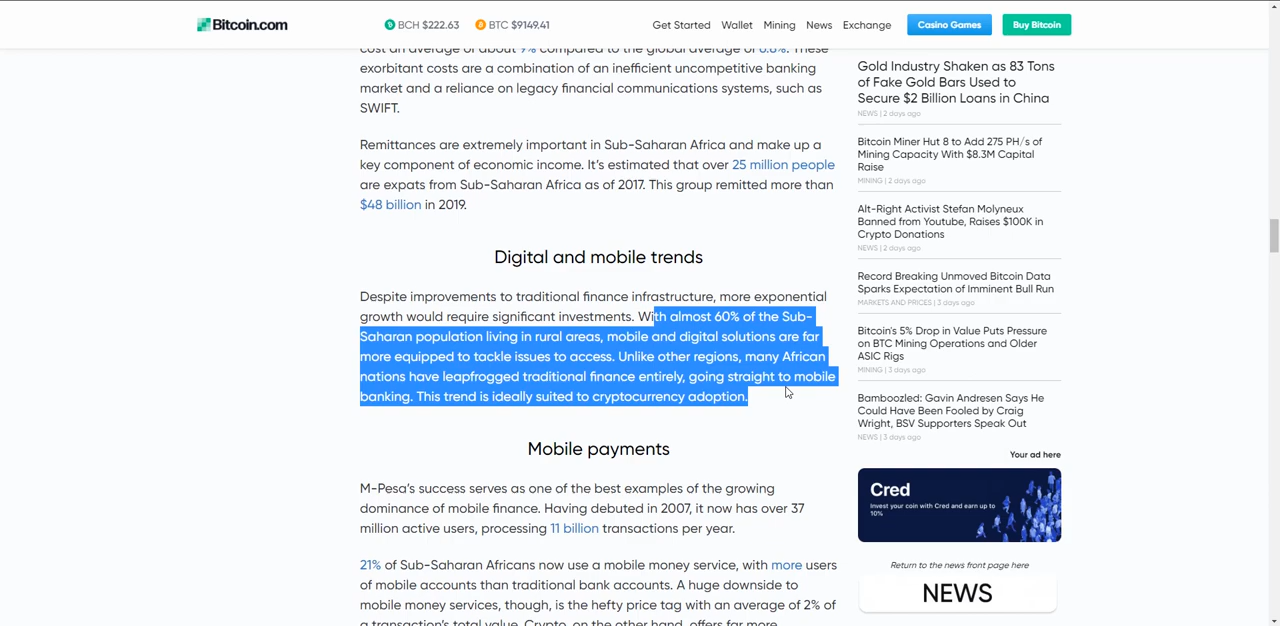 Bitcoin.com
BCH $222.63
BTC $9149.41
Get Started
Wallet
Mining
News
Exchange
Casino Games
Buy Bitcoin
cost an average of about 9% compared to the global average of 6.8%. These
exorbitant costs are a combination of an inefficient uncompetitive banking
market and a reliance on legacy financial communications systems, such as
SWIFT.
Remittances are extremely important in Sub-Saharan Africa and make up a
key component of economic income. It’s estimated that over 25 million people
are expats from Sub-Saharan Africa as of 2017. This group remitted more than
$48 billion in 2019.
Digital and mobile trends
Despite improvements to traditional finance infrastructure, more exponential
growth would require significant investments. With almost 60% of the Sub-
Saharan population living in rural areas, mobile and digital solutions are far
more equipped to tackle issues to access. Unlike other regions, many African
nations have leapfrogged traditional finance entirely, going straight to mobile
banking. This trend is ideally suited to cryptocurrency adoption.
Mobile payments
M-Pesa’s success serves as one of the best examples of the growing
dominance of mobile finance. Having debuted in 2007, it now has over 37
million active users, processing 11 billion transactions per year.
21% of Sub-Saharan Africans now use a mobile money service, with more users
of mobile accounts than traditional bank accounts. A huge downside to
mobile money services, though, is the hefty price tag with an average of 2% of
a transaction’s total value. Crypto, on the other hand, offers far more
Gold Industry Shaken as 83 Tons
of Fake Gold Bars Used to
Secure $2 Billion Loans in China
NEWS | 2 days ago
Bitcoin Miner Hut 8 to Add 275 PH/s of
Mining Capacity With $8.3M Capital
Raise
MINING | 2 days ago
Alt-Right Activist Stefan Molyneux
Banned from Youtube, Raises $100K in
Crypto Donations
NEWS | 2 days ago
Record Breaking Unmoved Bitcoin Data
Sparks Expectation of Imminent Bull Run
MARKETS AND PRICES | 3 days ago
Bitcoin's 5% Drop in Value Puts Pressure
on BTC Mining Operations and Older
ASIC Rigs
MINING | 3 days ago
Bamboozled: Gavin Andresen Says He
Could Have Been Fooled by Craig
Wright, BSV Supporters Speak Out
NEWS | 3 days ago
Your ad here
Cred
Invest your coin with Cred and earn up to
10%
Return to the news front page here
NEWS